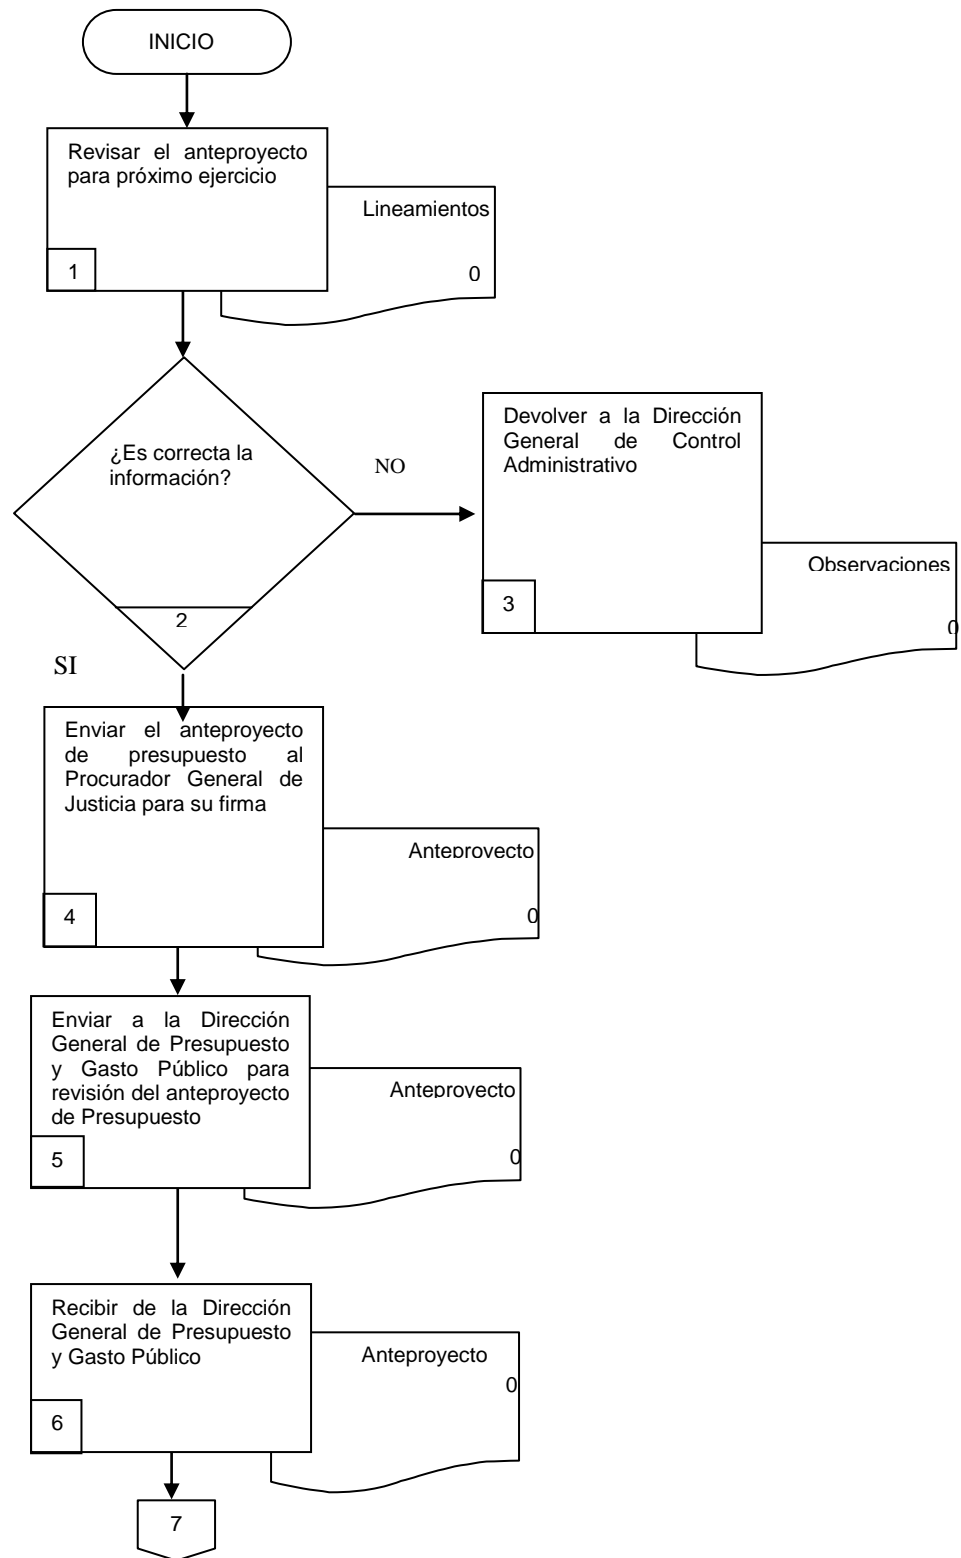 INICIO
Revisar el anteproyecto
para próximo ejercicio
1
Lineamientos
0
¿Es correcta la
información?
2
NO
SI
Devolver a la Dirección
General de Control
Administrativo
3
Observaciones
0
Enviar el anteproyecto
de presupuesto al
Procurador General de
Justicia para su firma
4
Anteproyecto
0
Enviar a la Dirección
General de Presupuesto
y Gasto Público para
revisión del anteproyecto
de Presupuesto
5
Anteproyecto
0
Recibir de la Dirección
General de Presupuesto
y Gasto Público
6
Anteproyecto
0
7